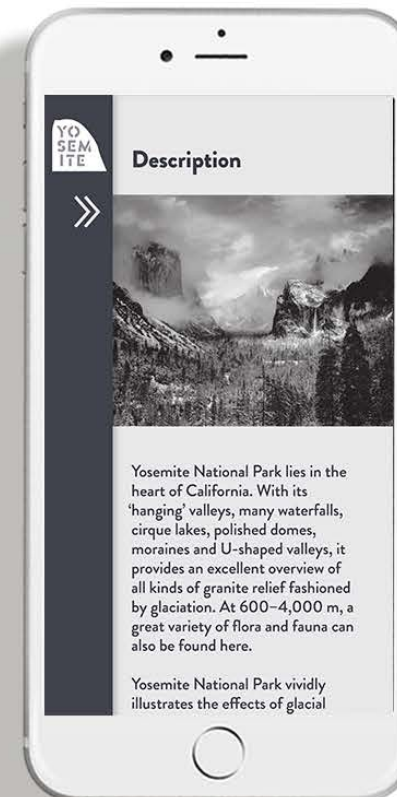 YO
SEM
ITE
Description
Yosemite National Park lies in the
heart of California. With its
‘hanging’ valleys, many waterfalls,
cirque lakes, polished domes,
moraines and U-shaped valleys, it
provides an excellent overview of
all kinds of granite relief fashioned
by glaciation. At 600–4,000 m, a
great variety of flora and fauna can
also be found here.
Yosemite National Park vividly
illustrates the effects of glacial